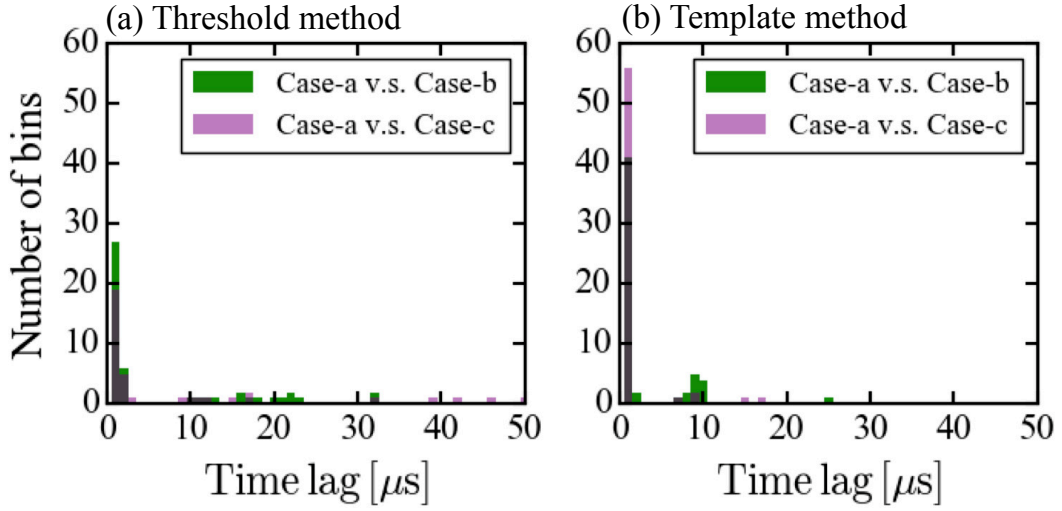 (a) Threshold method
60
50
40
30
20
10
0
0 10 20 30 40 50
Number of bins
Time lag [μs]
Case-a v.s. Case-b
Case-a v.s. Case-c
(b) Template method
60
50
40
30
20
10
0
0 10 20 30 40 50
Time lag [μs]
Case-a v.s. Case-b
Case-a v.s. Case-c